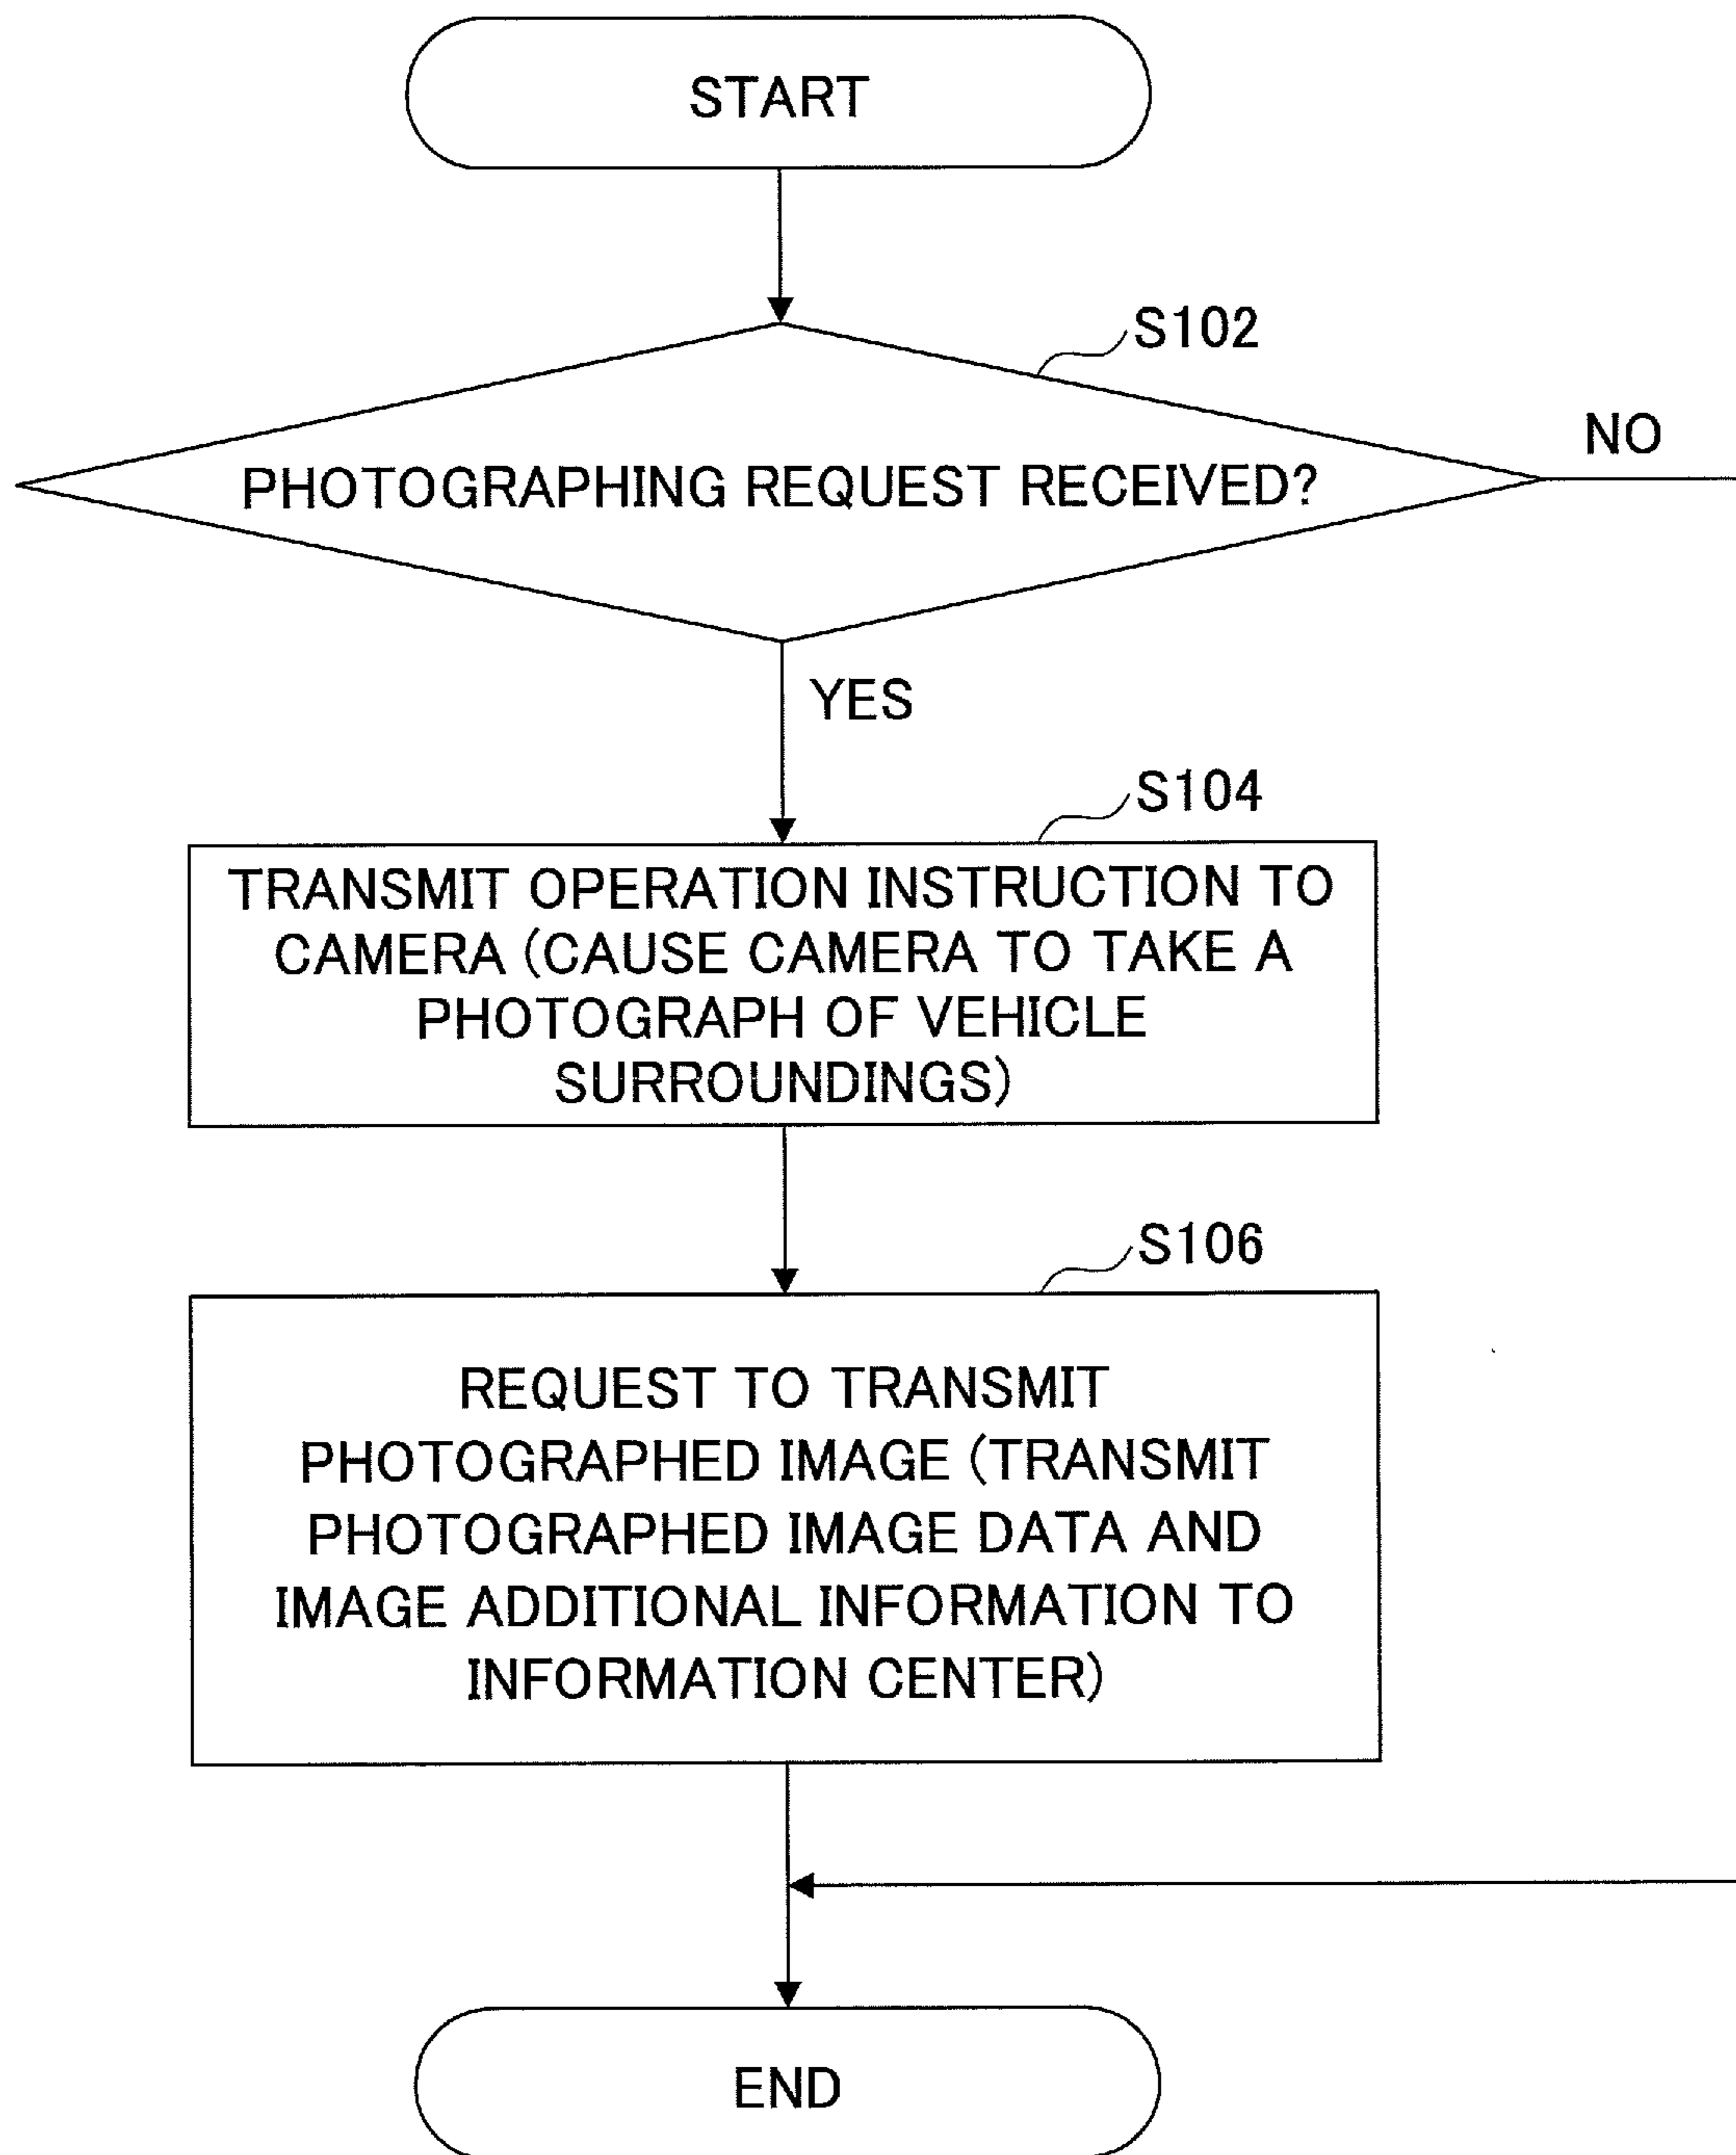 START
S102
NO
PHOTOGRAPHING REQUEST RECEIVED?
YES
S104
TRANSMIT OPERATION INSTRUCTION TO
CAMERA (CAUSE CAMERA TO TAKE A
PHOTOGRAPH OF VEHICLE
SURROUNDINGS)
S106
REQUEST TO TRANSMIT
PHOTOGRAPHED IMAGE (TRANSMIT
PHOTOGRAPHED IMAGE DATA AND
IMAGE ADDITIONAL INFORMATION TO
INFORMATION CENTER)
END